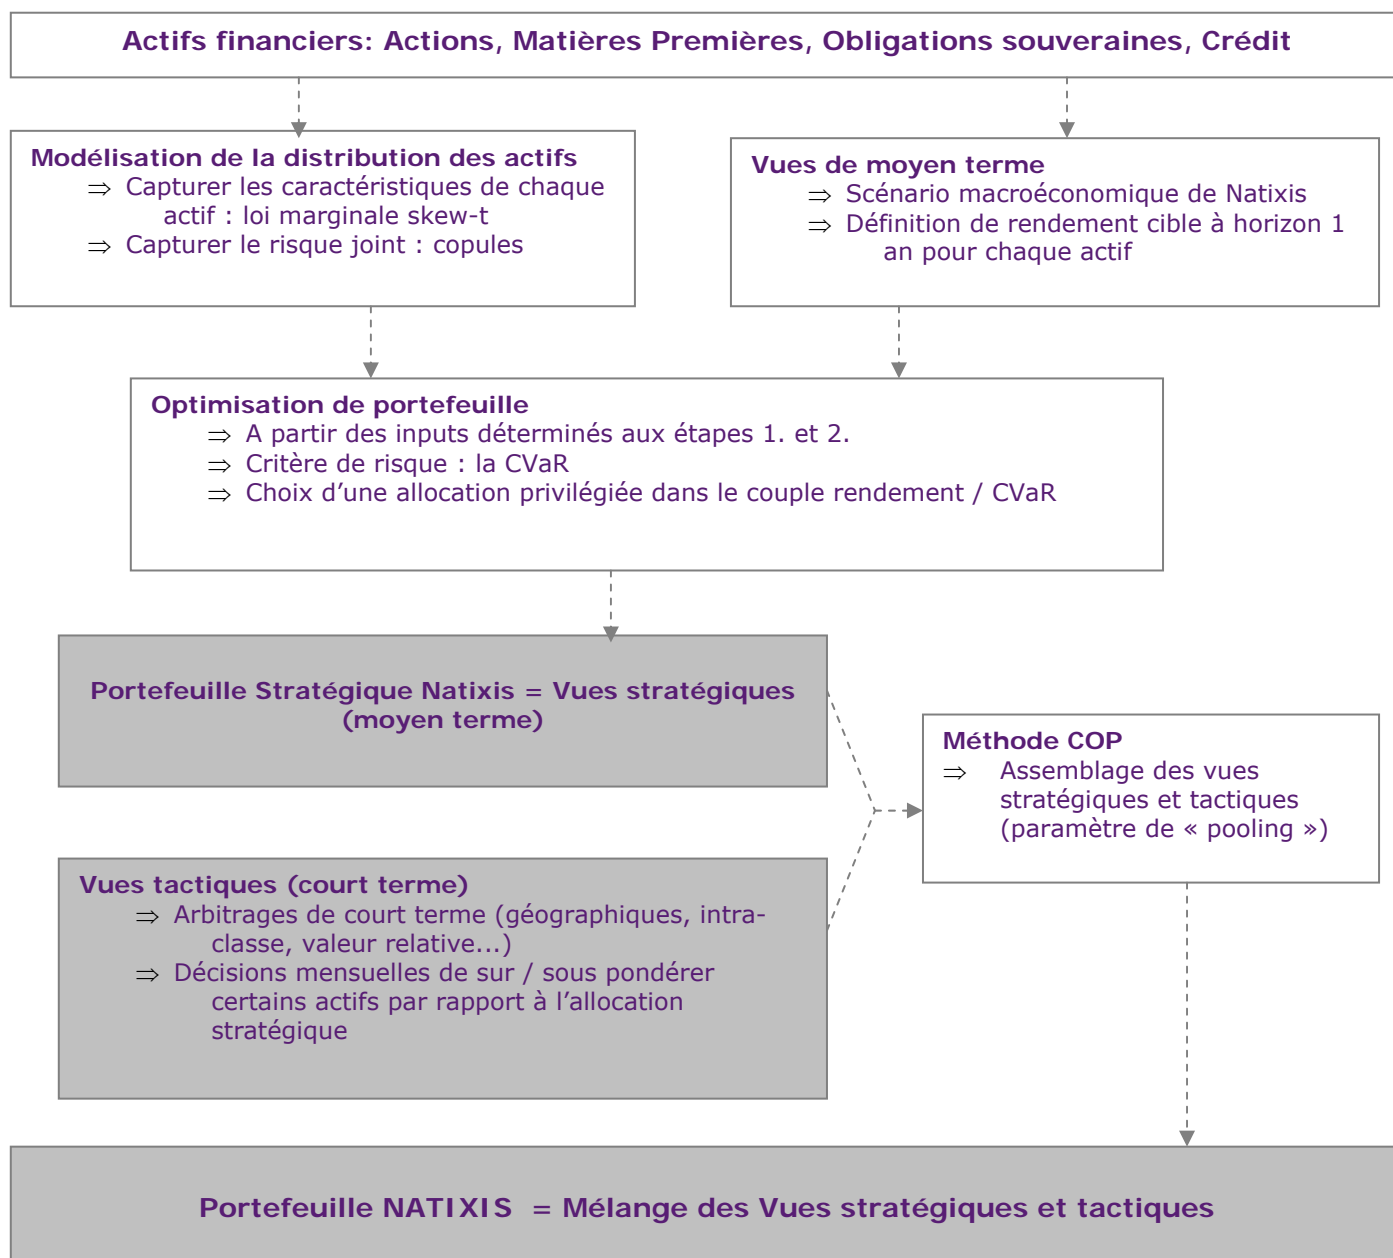 Actifs financiers: Actions, Matières Premières, Obligations souveraines, Crédit
Modélisation de la distribution des actifs
⇒ Capturer les caractéristiques de chaque
actif : loi marginale skew-t
⇒ Capturer le risque joint : copules
Vues de moyen terme
⇒ Scénario macroéconomique de Natixis
⇒ Définition de rendement cible à horizon 1
an pour chaque actif
Optimisation de portefeuille
⇒ A partir des inputs déterminés aux étapes 1. et 2.
⇒ Critère de risque : la CVaR
⇒ Choix d’une allocation privilégiée dans le couple rendement / CVaR
Portefeuille Stratégique Natixis = Vues stratégiques
(moyen terme)
Méthode COP
⇒ Assemblage des vues
stratégiques et tactiques
(paramètre de « pooling »)
Vues tactiques (court terme)
⇒ Arbitrages de court terme (géographiques, intra-
classe, valeur relative...)
⇒ Décisions mensuelles de sur / sous pondérer
certains actifs par rapport à l’allocation
stratégique
Portefeuille NATIXIS = Mélange des Vues stratégiques et tactiques